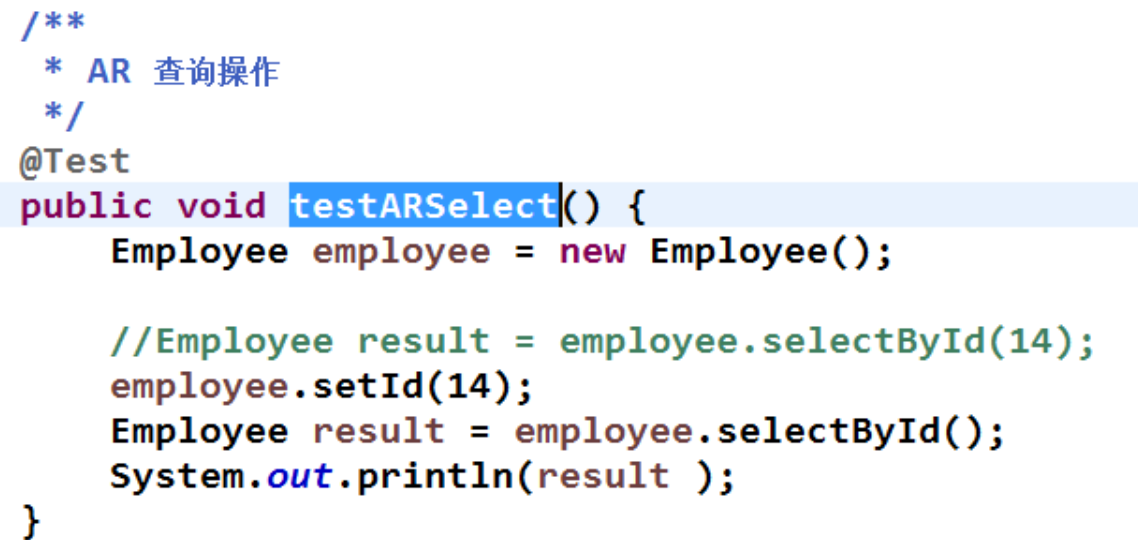 /**
 * AR 查询操作
 */
@Test
public void testARSelect() {
    Employee employee = new Employee();

    //Employee result = employee.selectById(14);
    employee.setId(14);
    Employee result = employee.selectById();
    System.out.println(result );
}